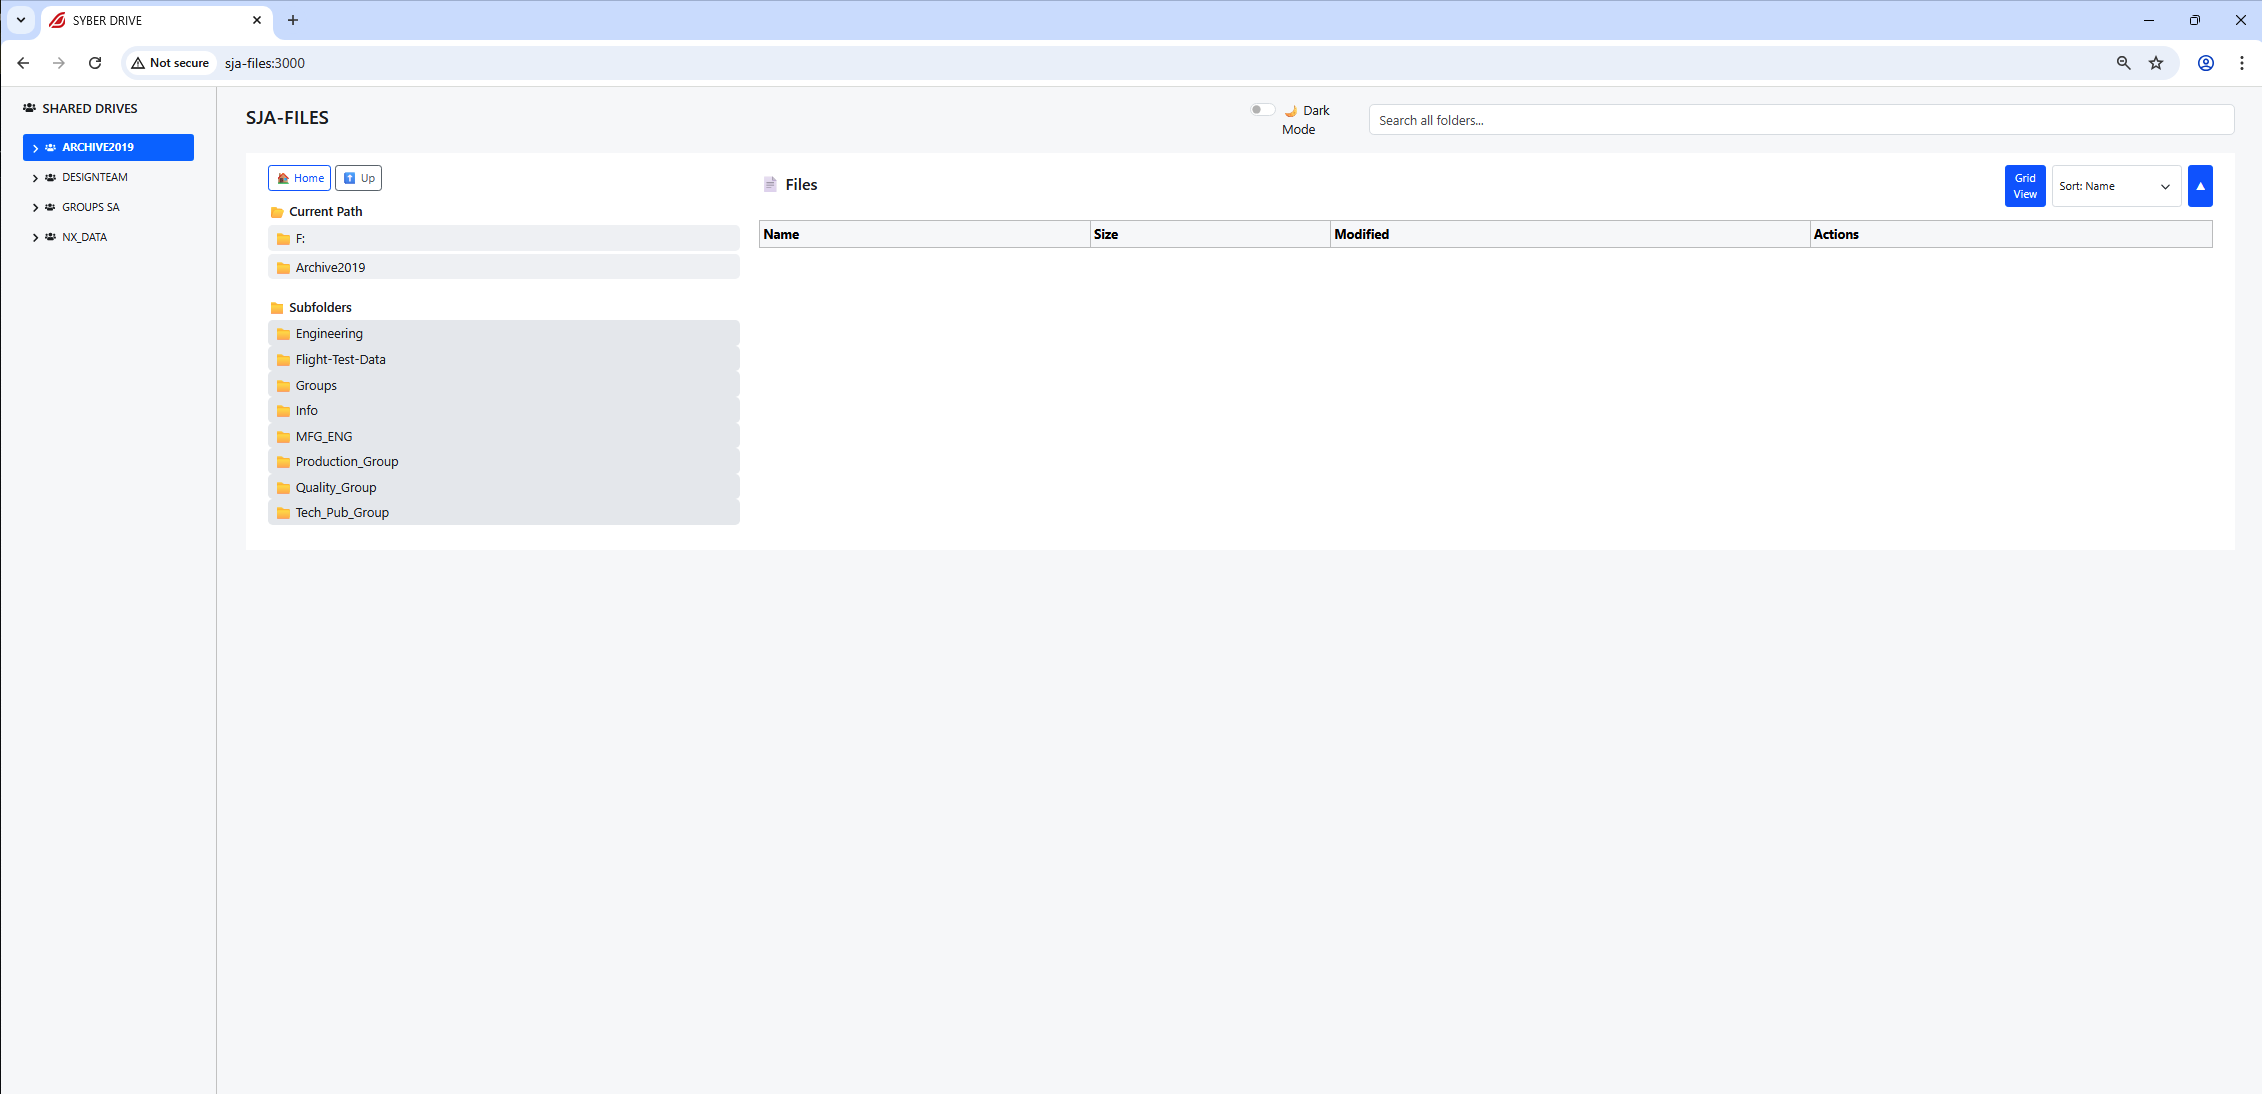 SYBER DRIVE
Not secure
sja-files:3000
SHARED DRIVES
ARCHIVE2019
DESIGNTEAM
GROUPS SA
NX_DATA
SJA-FILES
Dark
Mode
Search all folders...
Home
Up
Current Path
F:
Archive2019
Subfolders
Engineering
Flight-Test-Data
Groups
Info
MFG_ENG
Production_Group
Quality_Group
Tech_Pub_Group
Files
Grid
View
Sort: Name
Name
Size
Modified
Actions